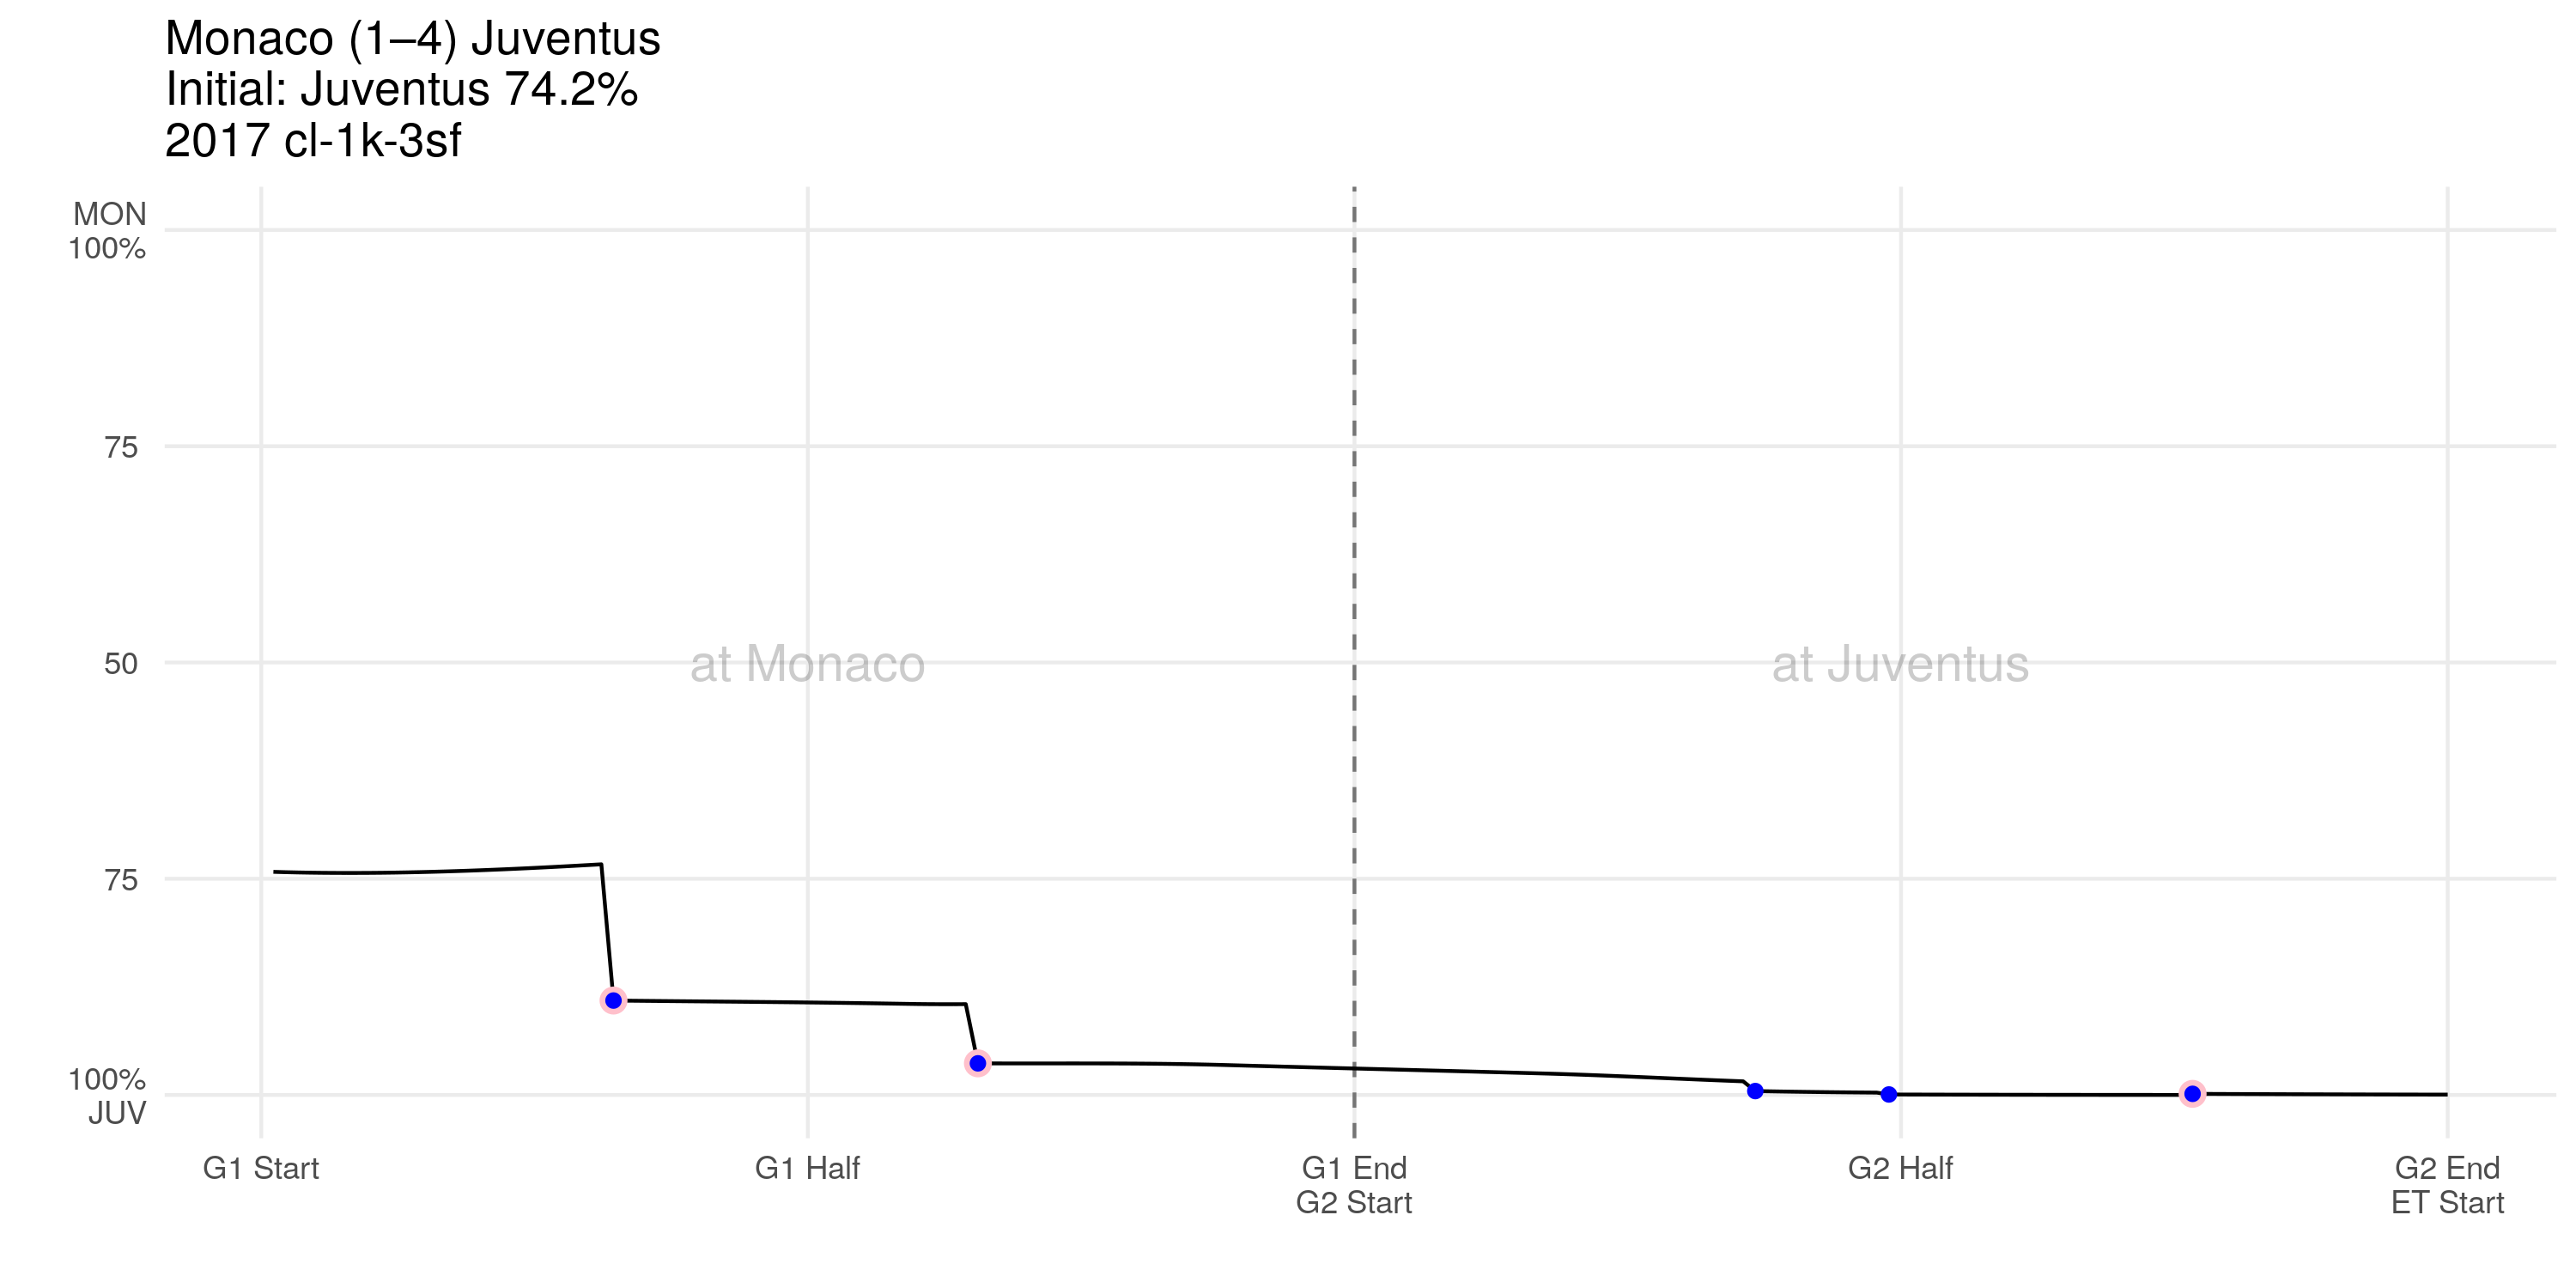 Monaco (1–4) Juventus
Initial: Juventus 74.2%
2017 cl-1k-3sf
MON
100%
75
50
75
100%
JUV
at Monaco
at Juventus
G1 Start
G1 Half
G1 End
G2 Start
G2 Half
G2 End
ET Start